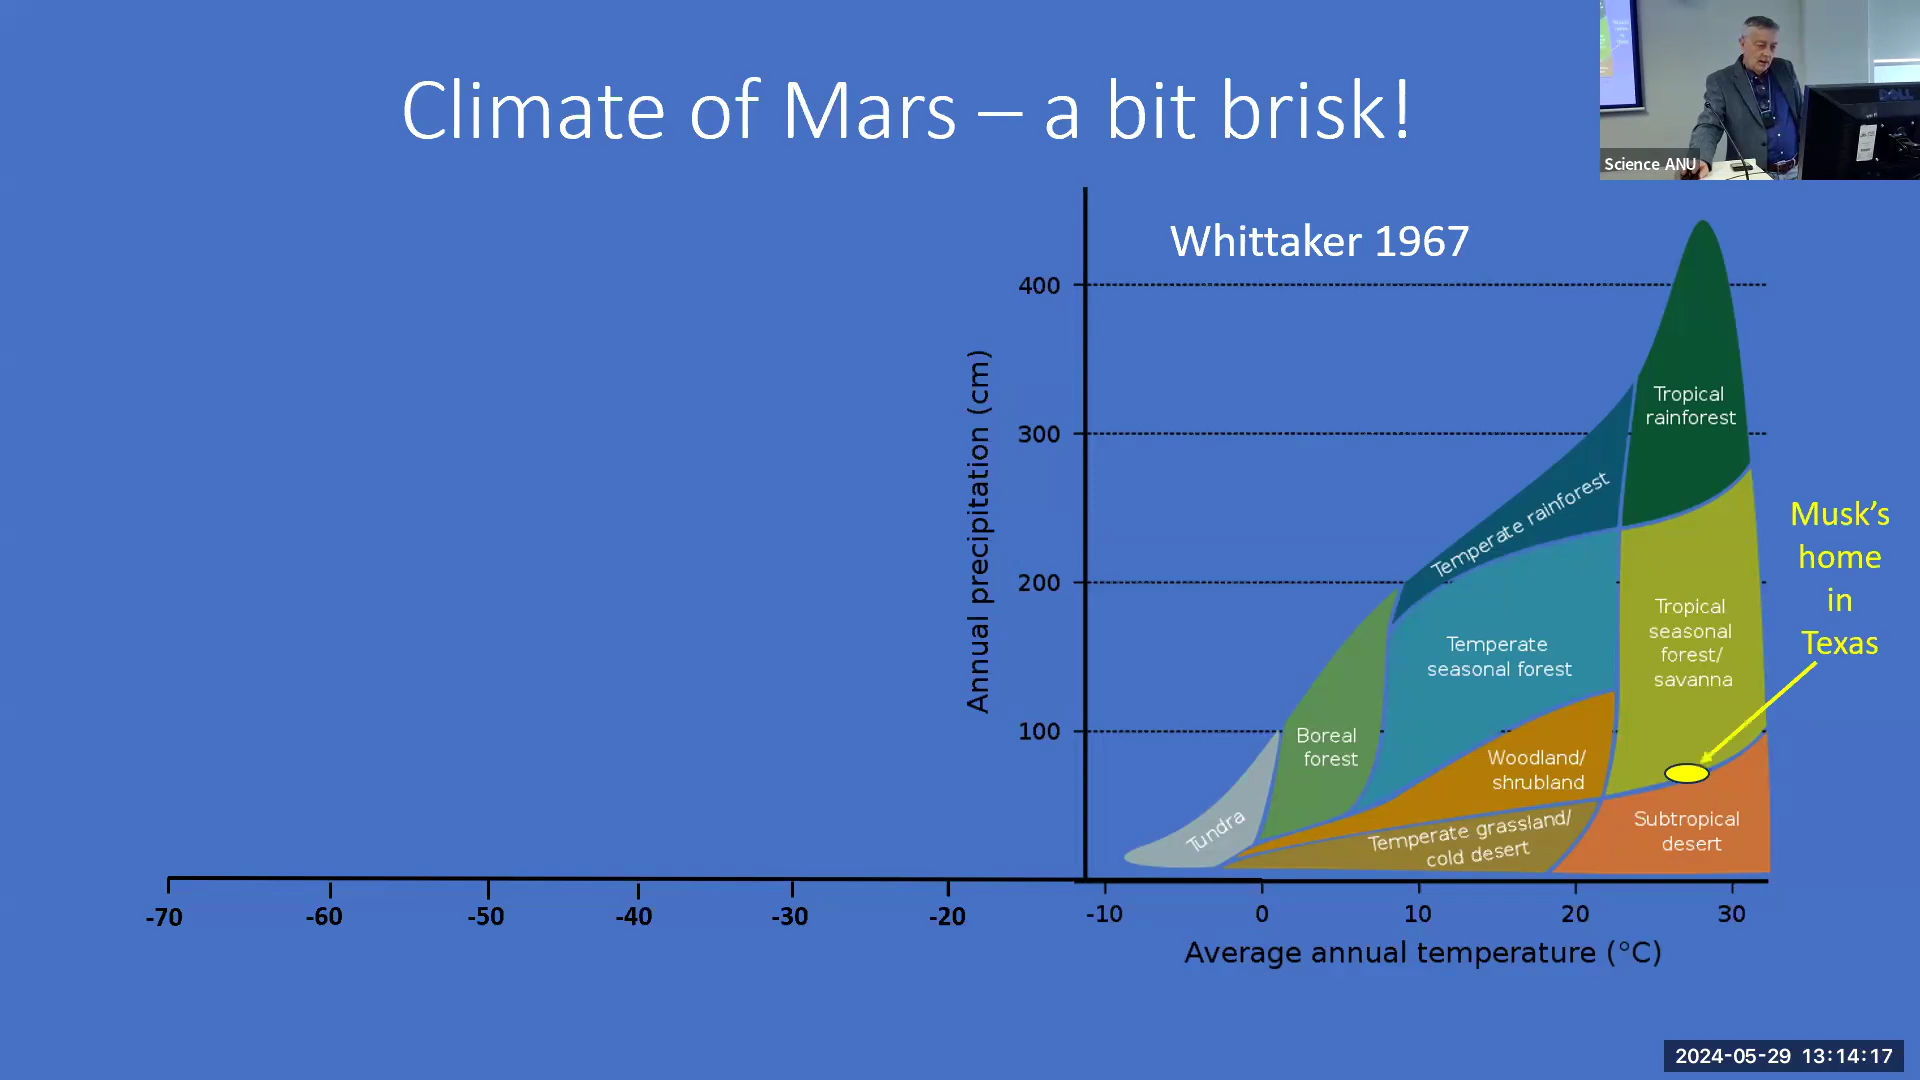 Climate of Mars – a bit brisk!
DELL
Science ANU
Whittaker 1967
400
300
200
100
Annual precipitation (cm)
Tropical
rainforest
Temperate rainforest
Musk's
home
in
Texas
Tropical
seasonal
forest/
savanna
Temperate
seasonal forest
Boreal
forest
Woodland/
shrubland
Tundra
Temperate grassland/
cold desert
Subtropical
desert
-70 -60 -50 -40 -30 -20 -10 0 10 20 30
Average annual temperature (°C)
2024-05-29 13:14:17